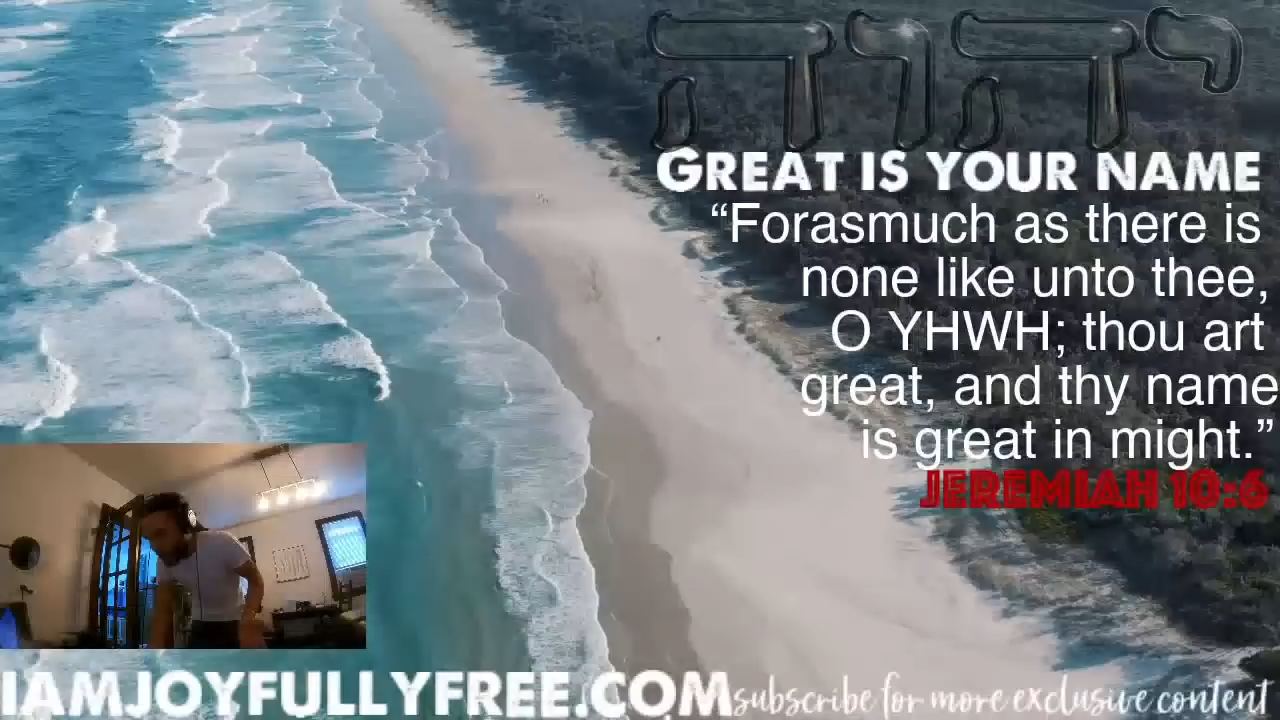 יהוה
GREAT IS YOUR NAME
“Forasmuch as there is
none like unto thee,
O YHWH; thou art
great, and thy name
is great in might.”
JEREMIAH 10:6
IAMJOYFULLYFREE.COM subscribe for more exclusive content